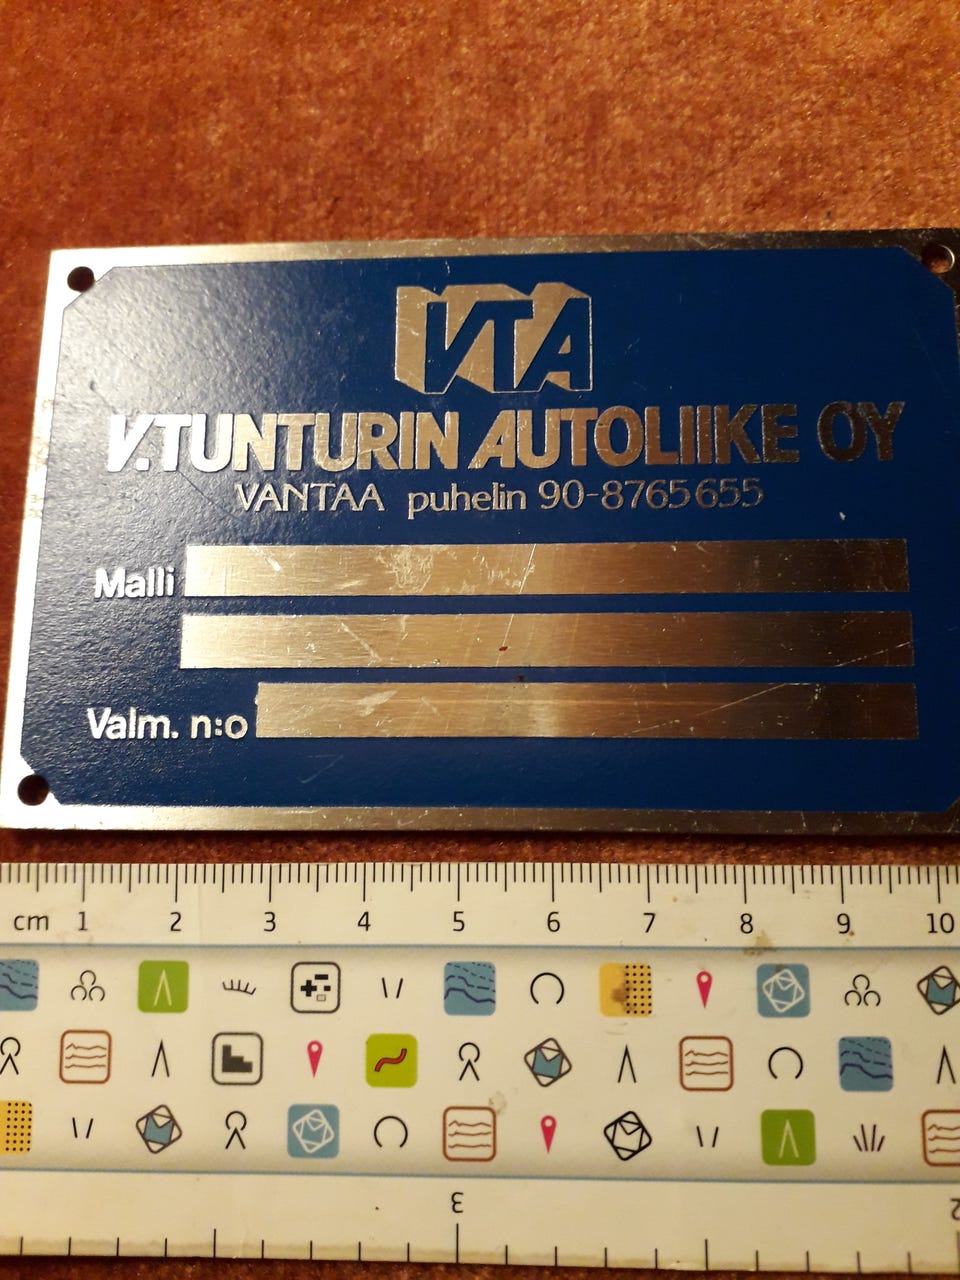 VTA
V.TUNTURIN AUTOLIIKE OY
VANTAA puhelin 90-8765655
Malli
Valm. n:o
cm 1 2 3 4 5 6 7 8 9 10
3 2